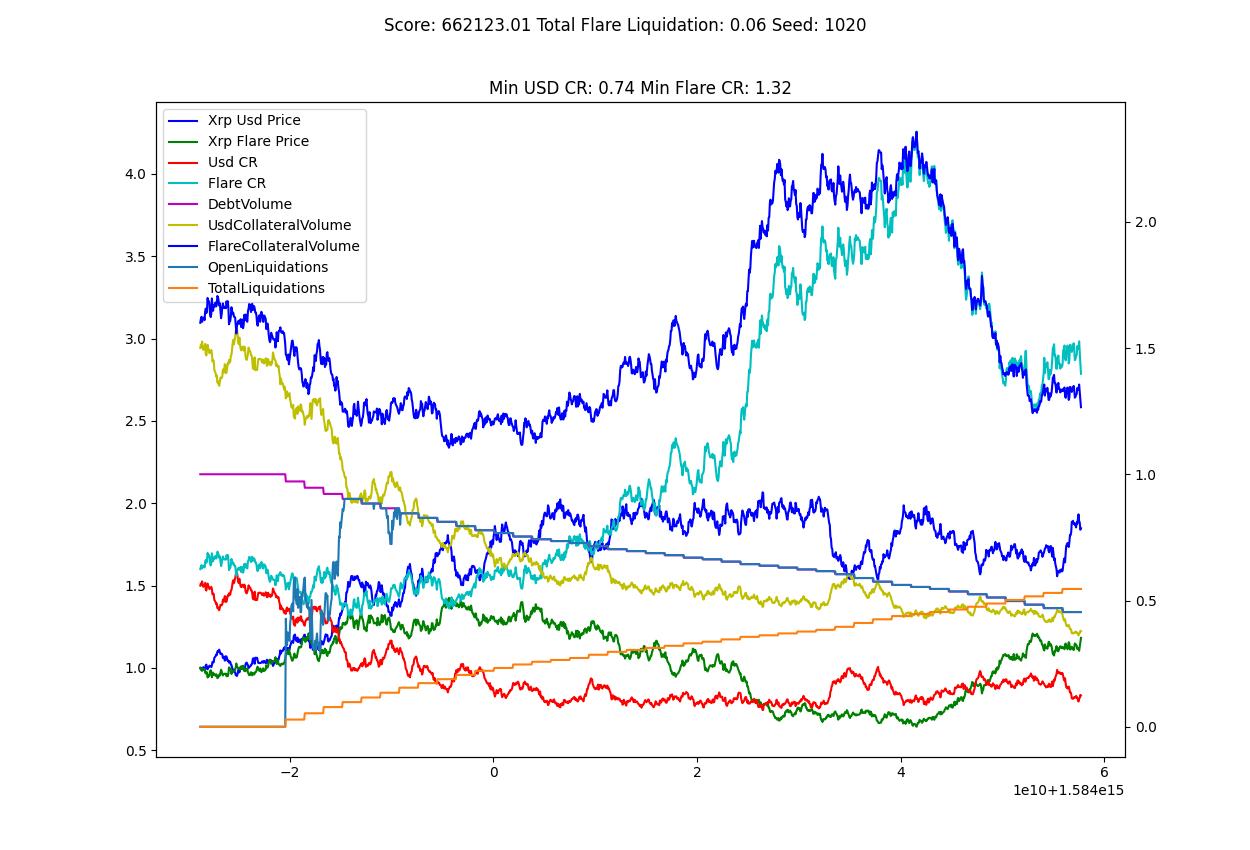 Score: 662123.01 Total Flare Liquidation: 0.06 Seed: 1020
Min USD CR: 0.74 Min Flare CR: 1.32
Xrp Usd Price
Xrp Flare Price
Usd CR
Flare CR
DebtVolume
UsdCollateralVolume
FlareCollateralVolume
OpenLiquidations
TotalLiquidations
4.0
3.5
3.0
2.5
2.0
1.5
1.0
0.5
2.0
1.5
1.0
0.5
0.0
−2 0 2 4 6
1e10+1.584e15